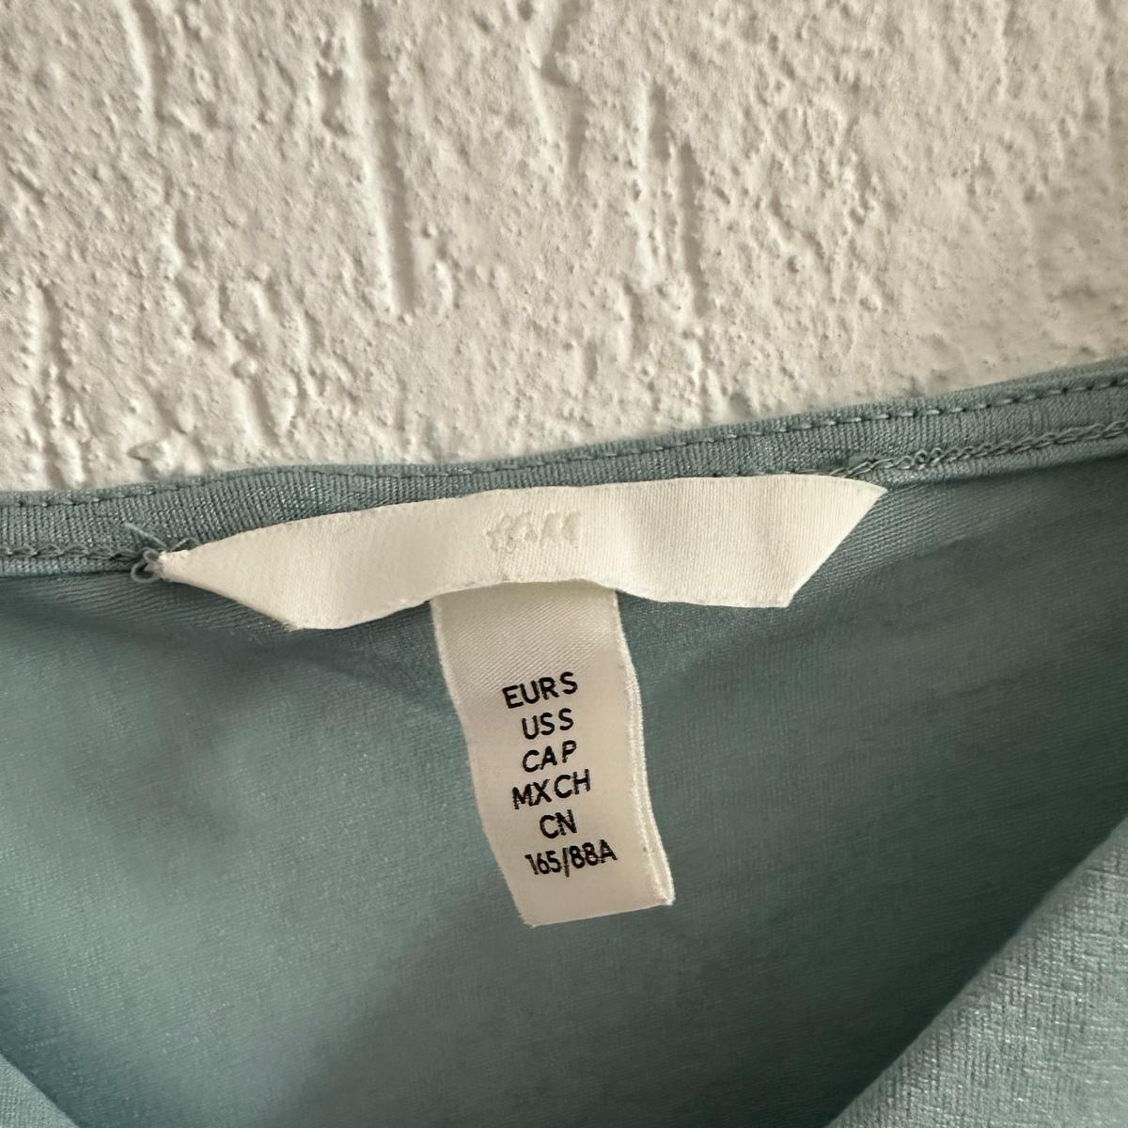 EUR S
US S
CA P
MX CH
CN
165/88A